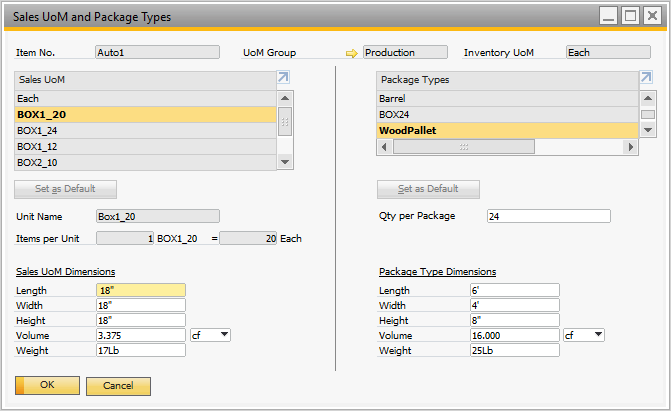 Sales UoM and Package Types
Item No. Auto1 UoM Group Production Inventory UoM Each
Sales UoM
Each
BOX1_20
BOX1_24
BOX1_12
BOX2_10
Set as Default
Unit Name Box1_20
Items per Unit 1 BOX1_20 = 20 Each
Sales UoM Dimensions
Length 18"
Width 18"
Height 18"
Volume 3.375 cf
Weight 17Lb
Package Types
Barrel
BOX24
WoodPallet
Set as Default
Qty per Package 24
Package Type Dimensions
Length 6'
Width 4'
Height 8"
Volume 16.000 cf
Weight 25Lb
OK Cancel